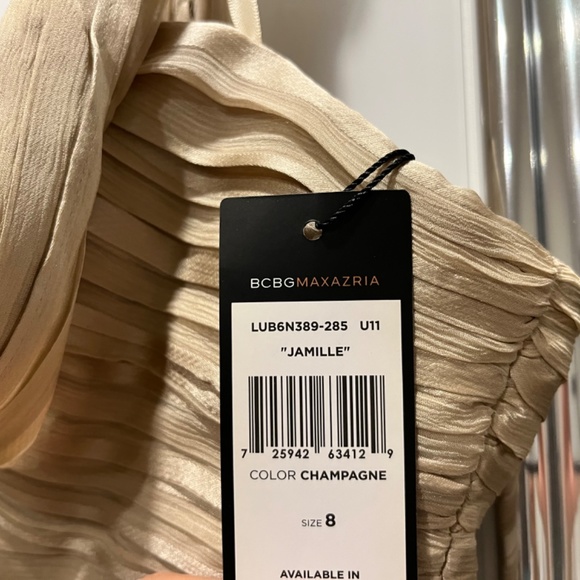 BCBGMAXAZRIA
LUB6N389-285 U11
"JAMILLE"
7 25942 63412 9
COLOR CHAMPAGNE
SIZE 8
AVAILABLE IN